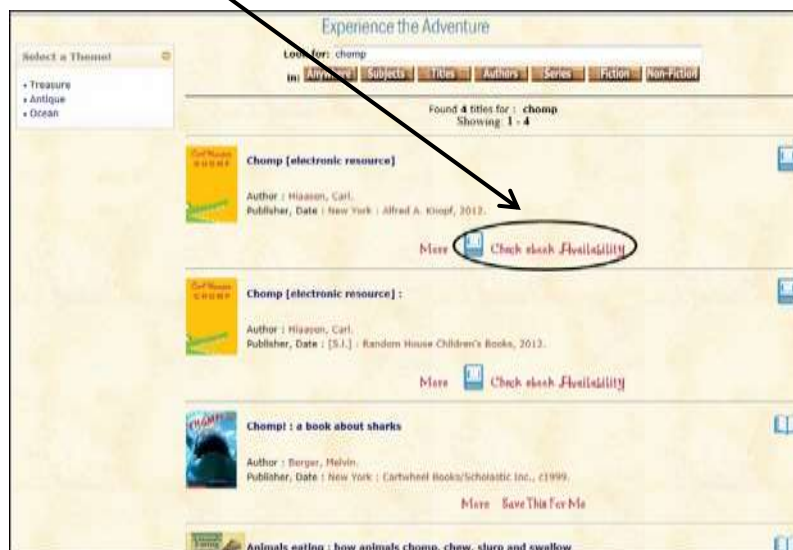 Experience the Adventure
Select a Theme!
Look for: chomp
In: Anywhere Subjects Titles Authors Series Fiction Non-Fiction
• Treasure
• Antique
• Ocean
Found 4 titles for : chomp
Showing 1 - 4
Chomp [electronic resource]
Author : Hiaasen, Carl.
Publisher, Date : New York : Alfred A. Knopf, 2012.
More Check ebook Availability
Chomp [electronic resource] :
Author : Hiaasen, Carl.
Publisher, Date : [S.l.] : Random House Children's Books, 2012.
More Check ebook Availability
CHOMP!
Chomp! : a book about sharks
Author : Berger, Melvin.
Publisher, Date : New York : Cartwheel Books/Scholastic Inc., c1999.
More Save This For Me
Animals eating : how animals chomp, chew, slurp and swallow